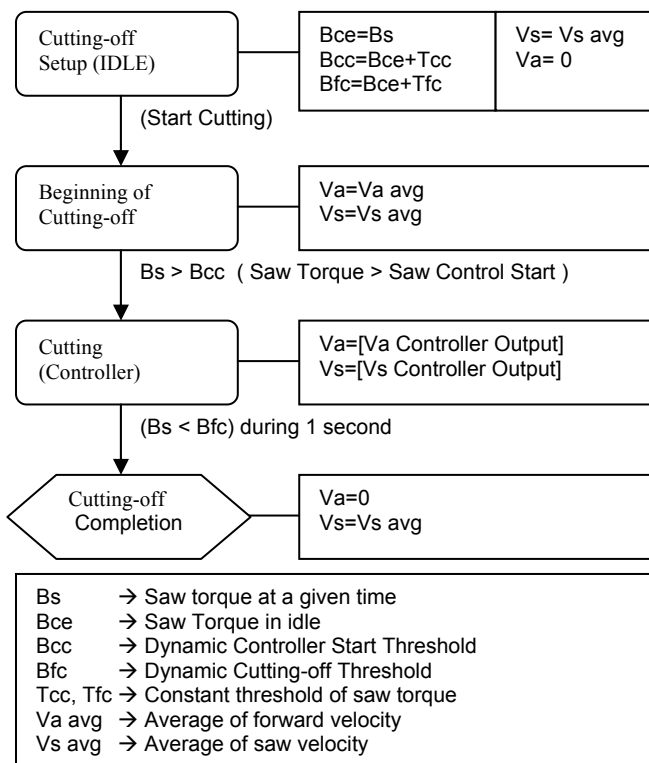 Cutting-off
Setup (IDLE)
Bce=Bs
Bcc=Bce+Tcc
Bfc=Bce+Tfc
Vs= Vs avg
Va= 0
(Start Cutting)
Beginning of
Cutting-off
Va=Va avg
Vs=Vs avg
Bs > Bcc ( Saw Torque > Saw Control Start )
Cutting
(Controller)
Va=[Va Controller Output]
Vs=[Vs Controller Output]
(Bs < Bfc) during 1 second
Cutting-off
Completion
Va=0
Vs=Vs avg
Bs → Saw torque at a given time
Bce → Saw Torque in idle
Bcc → Dynamic Controller Start Threshold
Bfc → Dynamic Cutting-off Threshold
Tcc, Tfc → Constant threshold of saw torque
Va avg → Average of forward velocity
Vs avg → Average of saw velocity